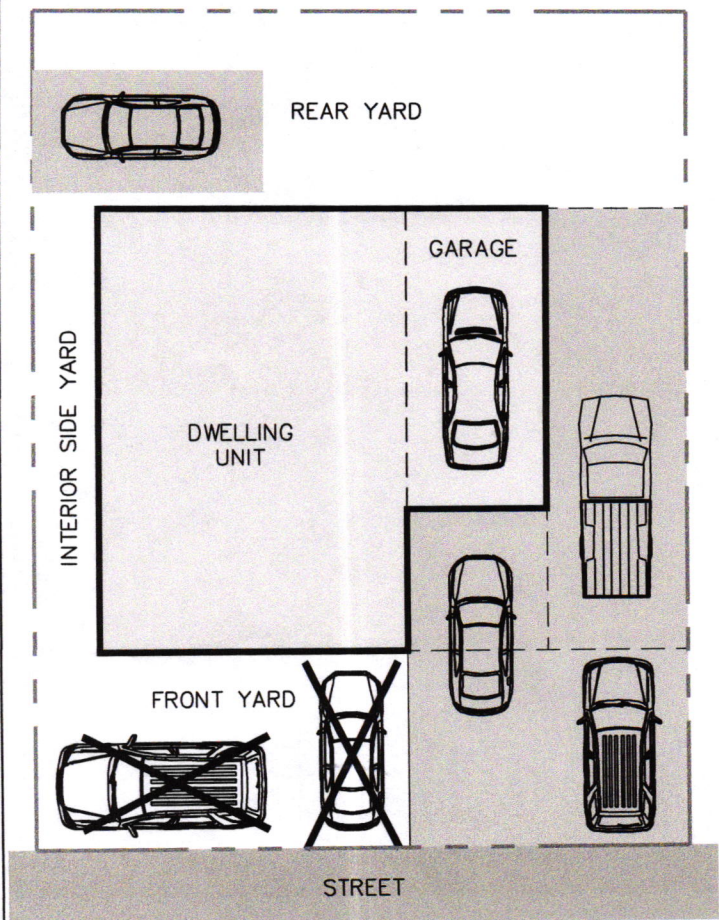 REAR YARD
GARAGE
INTERIOR SIDE YARD
DWELLING
UNIT
FRONT YARD
STREET